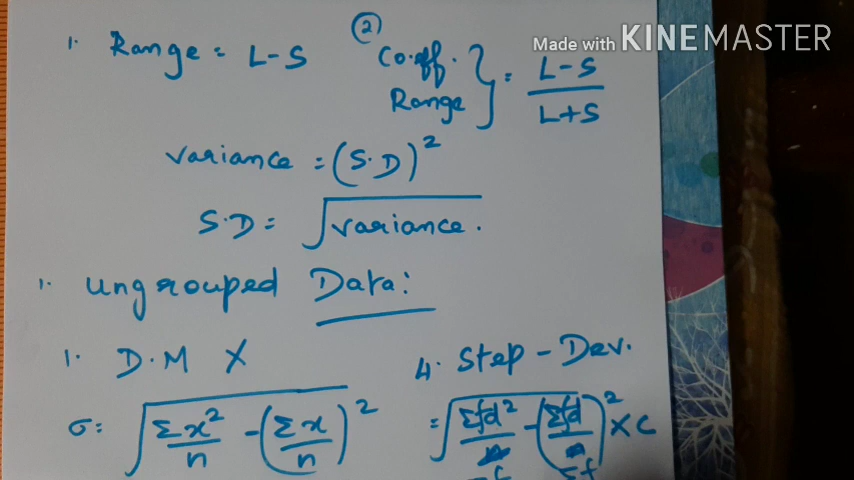 Made with KINEMASTER
1. Range = L-S
② Co.eff. Range } = L-S / L+S
Variance = (S.D)²
S.D = √variance.
1. ungrouped Data:
1. D.M X
σ = √Σx²/n - (Σx/n)²
4. Step - Dev.
= √Σfd²/Σf - (Σfd/Σf)² × C